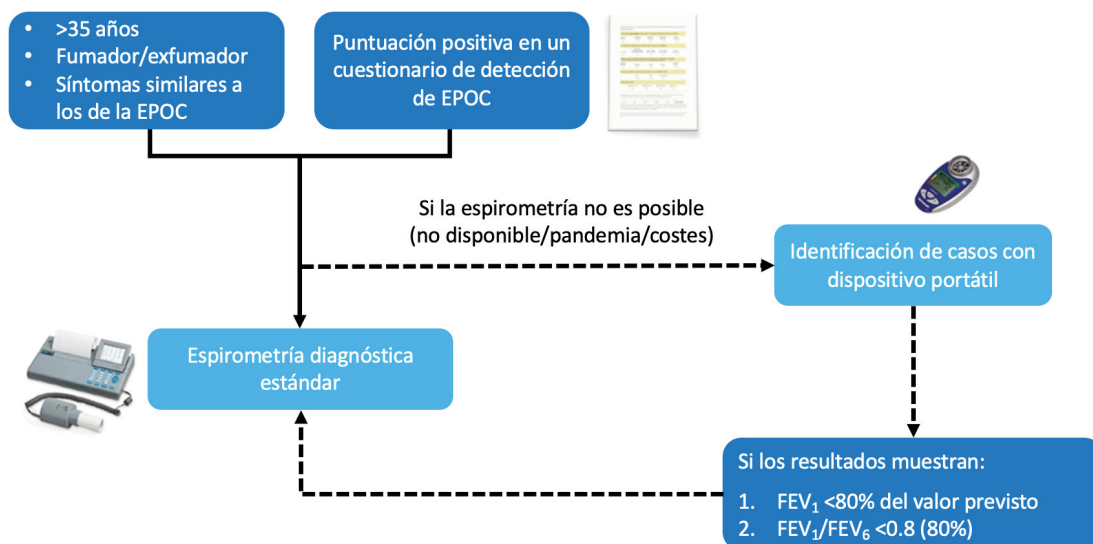 • >35 años
• Fumador/exfumador
• Síntomas similares a
los de la EPOC
Puntuación positiva en un
cuestionario de detección
de EPOC
Si la espirometría no es posible
(no disponible/pandemia/costes)
Identificación de casos con
dispositivo portátil
Espirometría diagnóstica
estándar
Si los resultados muestran:
1. FEV₁ <80% del valor previsto
2. FEV₁/FEV₆ <0.8 (80%)